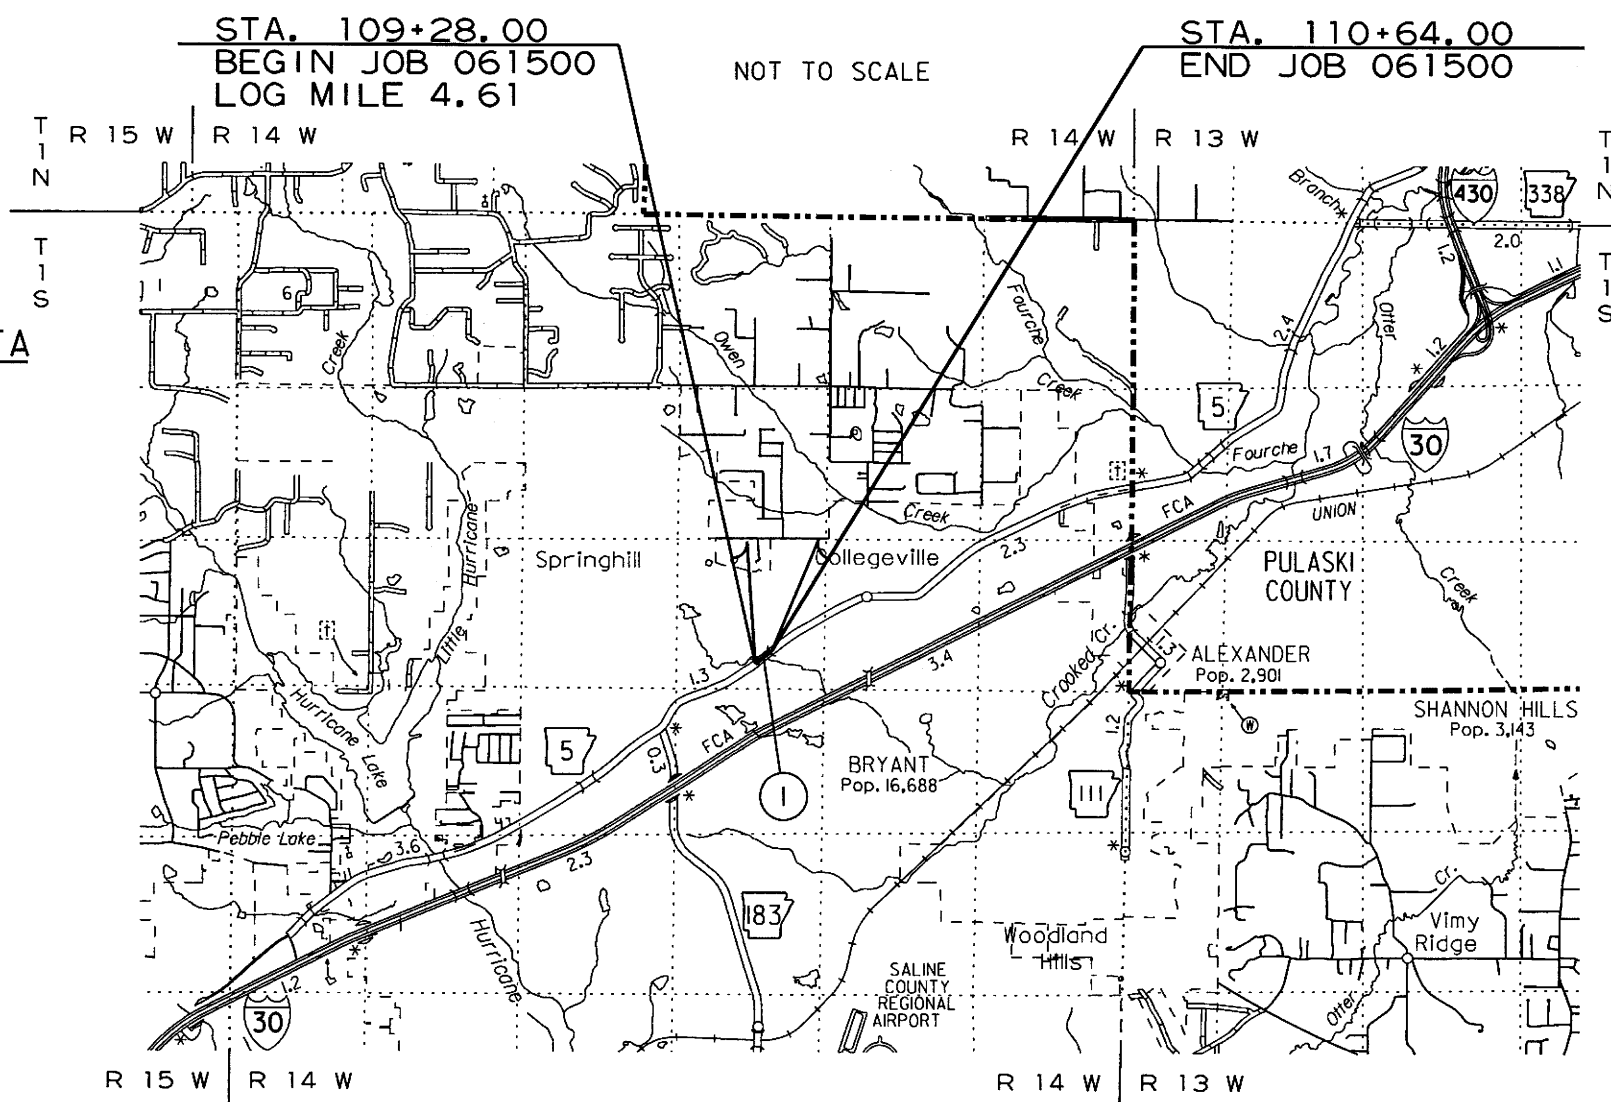 STA. 109+28.00
BEGIN JOB 061500
LOG MILE 4.61
NOT TO SCALE
STA. 110+64.00
END JOB 061500
T1N
R 15 W
R 14 W
R 14 W
R 13 W
T1N
T1S
T1S
TA
Branch
430
338
2.0
1.2
1.1
6
Creek
Owen
Fourche
Creek
2.4
Otter
1.2
5
30
Fourche
1.7
FCA
UNION
Creek
2.3
Hurricane
Little
Springhill
Collegeville
PULASKI
COUNTY
Creek
1.3
3.4
Crooked Cr.
1.3
ALEXANDER
Pop. 2,901
W
SHANNON HILLS
Pop. 3,143
Hurricane
Lake
5
0.3
FCA
1
BRYANT
Pop. 16,688
1.2
111
Pebble Lake
3.6
2.3
183
Hurricane
Woodland
Hills
Cr.
Vimy
Ridge
Otter
SALINE
COUNTY
REGIONAL
AIRPORT
1.2
30
R 15 W
R 14 W
R 14 W
R 13 W